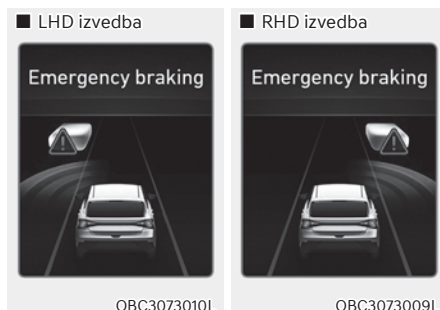 ■ LHD izvedba
Emergency braking
OBC3073010L
■ RHD izvedba
Emergency braking
OBC3073009L